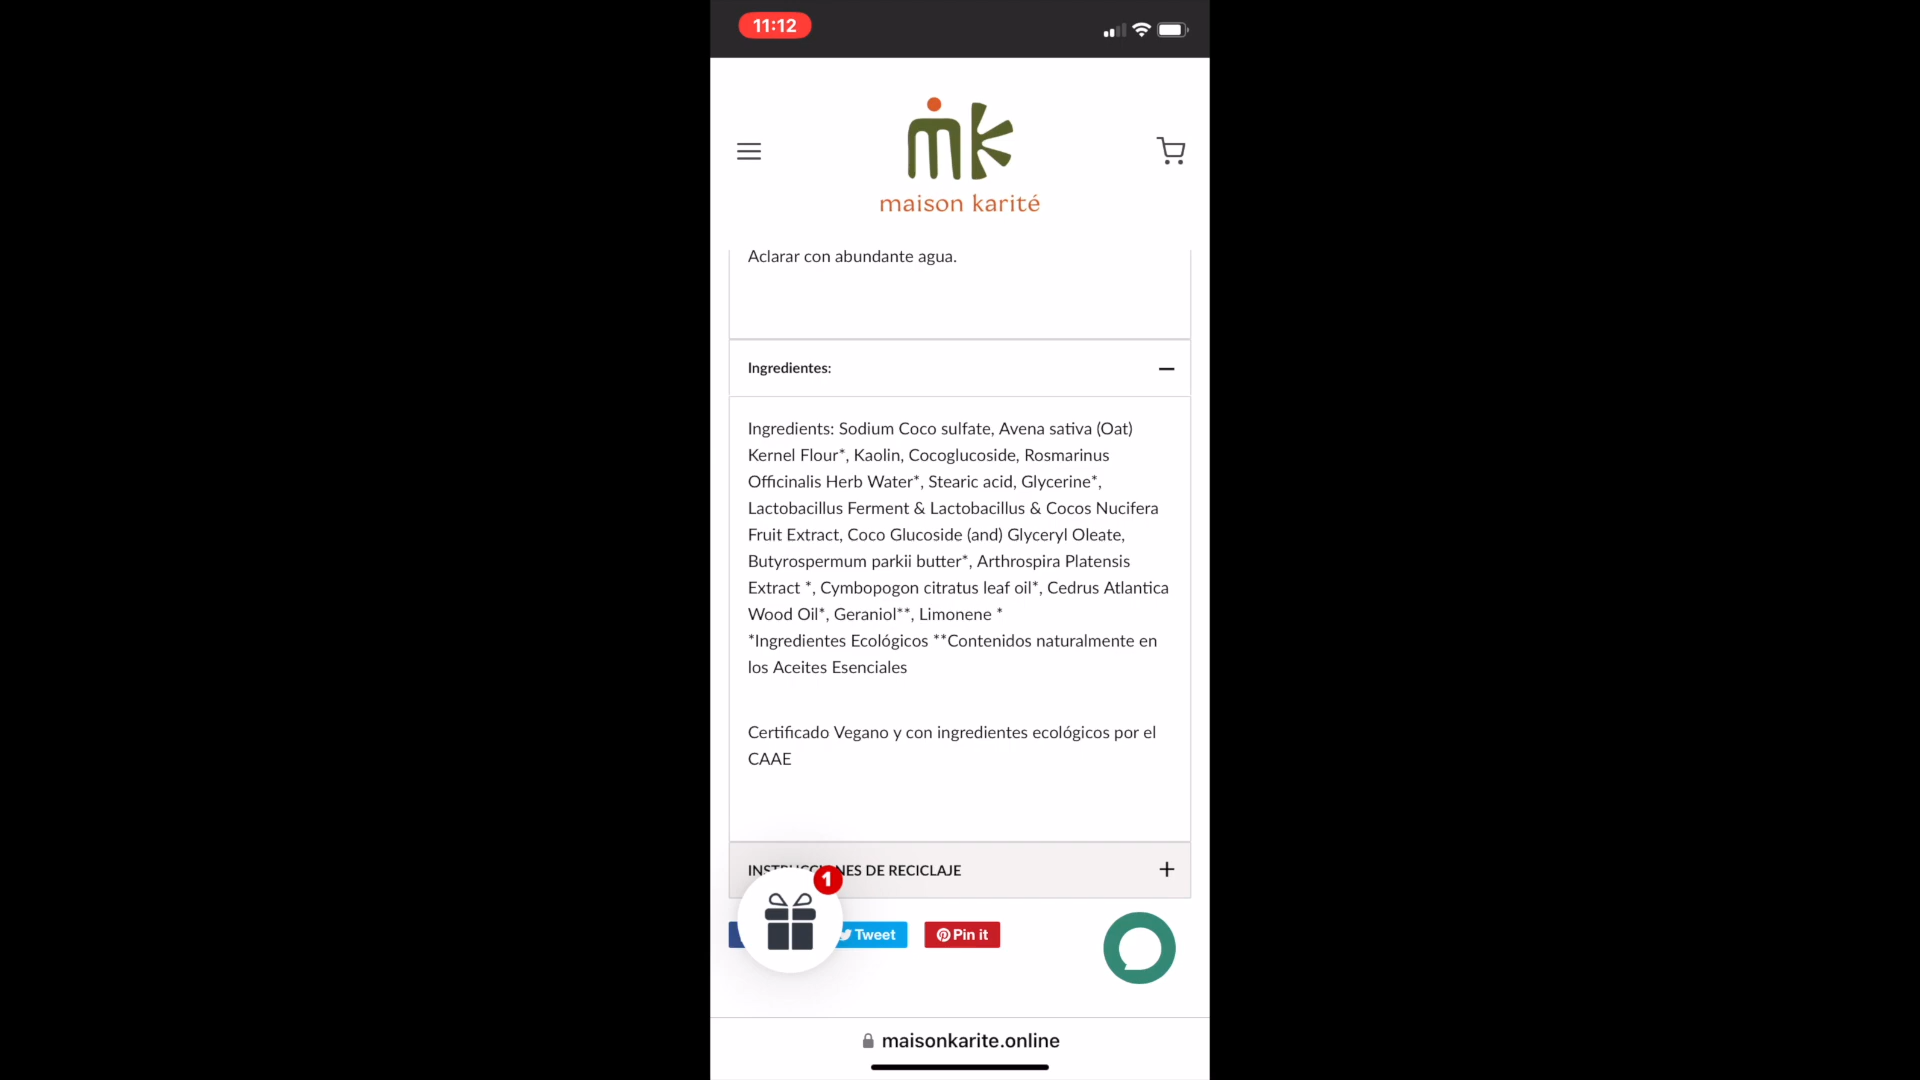 11:12
mk
maison karité
Aclarar con abundante agua.
Ingredientes:
Ingredients: Sodium Coco sulfate, Avena sativa (Oat)
Kernel Flour*, Kaolin, Cocoglucoside, Rosmarinus
Officinalis Herb Water*, Stearic acid, Glycerine*,
Lactobacillus Ferment & Lactobacillus & Cocos Nucifera
Fruit Extract, Coco Glucoside (and) Glyceryl Oleate,
Butyrospermum parkii butter*, Arthrospira Platensis
Extract *, Cymbopogon citratus leaf oil*, Cedrus Atlantica
Wood Oil*, Geraniol**, Limonene *
*Ingredientes Ecológicos **Contenidos naturalmente en
los Aceites Esenciales
Certificado Vegano y con ingredientes ecológicos por el
CAAE
DE RECICLAJE
1
Tweet
Pin it
maisonkarite.online